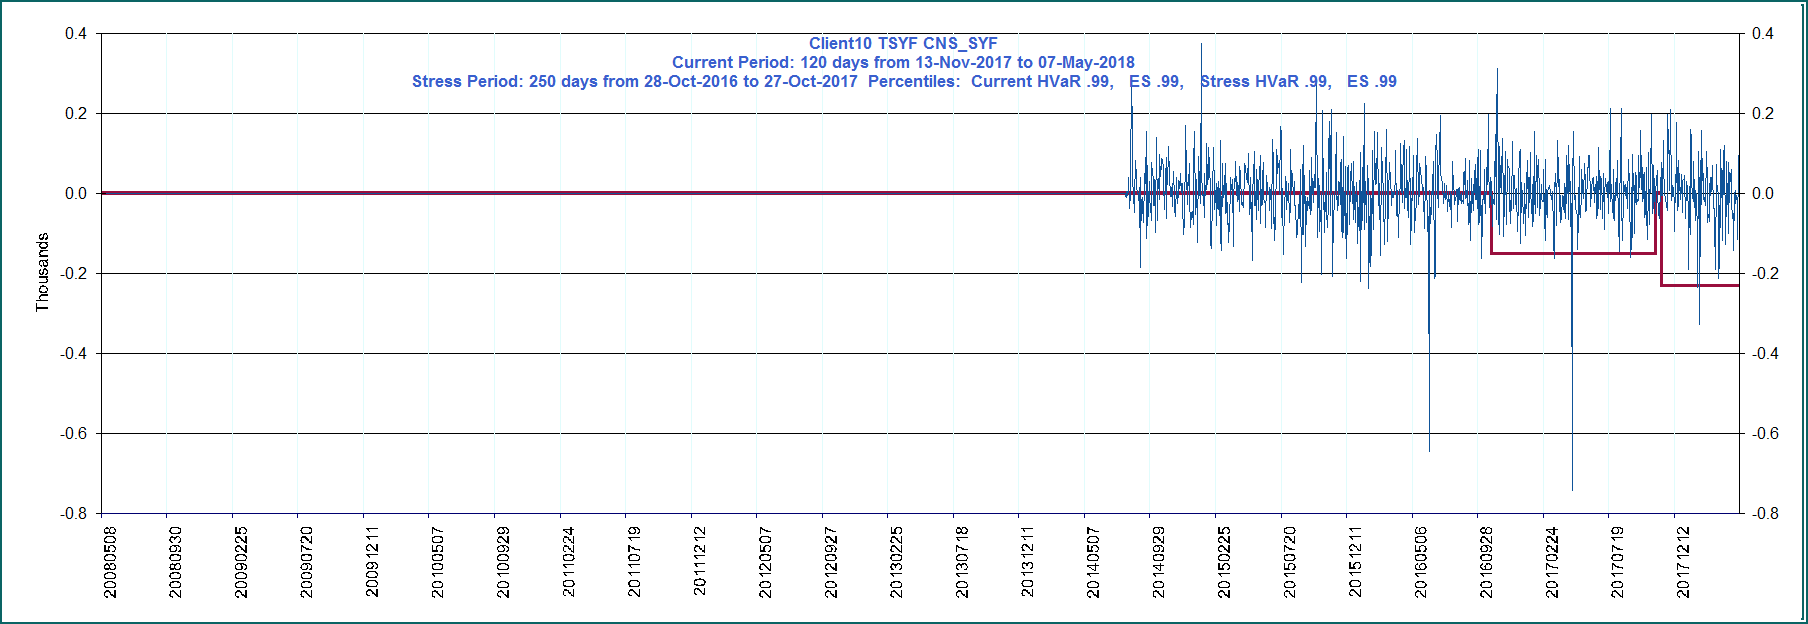 Client10 TSYF CNS_SYF
Current Period: 120 days from 13-Nov-2017 to 07-May-2018
Stress Period: 250 days from 28-Oct-2016 to 27-Oct-2017  Percentiles:  Current HVaR .99,   ES .99,   Stress HVaR .99,   ES .99
0.4 0.4
0.2 0.2
0.0 0.0
-0.2 -0.2
-0.4 -0.4
-0.6 -0.6
-0.8 -0.8
Thousands
20080508 20080930 20090225 20090720 20091211 20100507 20100929 20110224 20110719 20111212 20120507 20120927 20130225 20130718 20131211 20140507 20140929 20150225 20150720 20151211 20160506 20160928 20170224 20170719 20171212